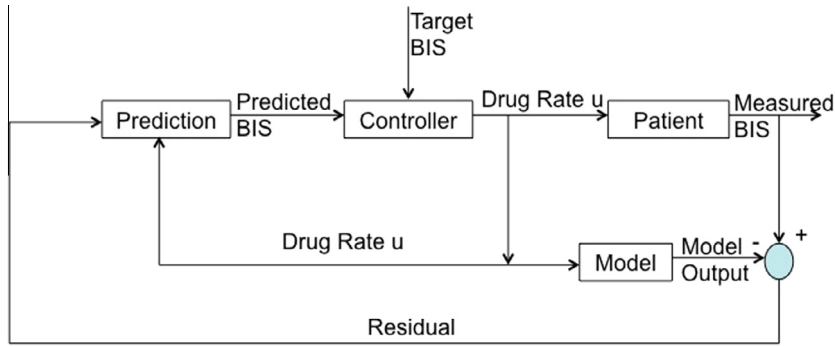 Target
BIS
Prediction
Predicted
BIS
Controller
Drug Rate u
Patient
Measured
BIS
Drug Rate u
Model
Model -
Output
+
Residual